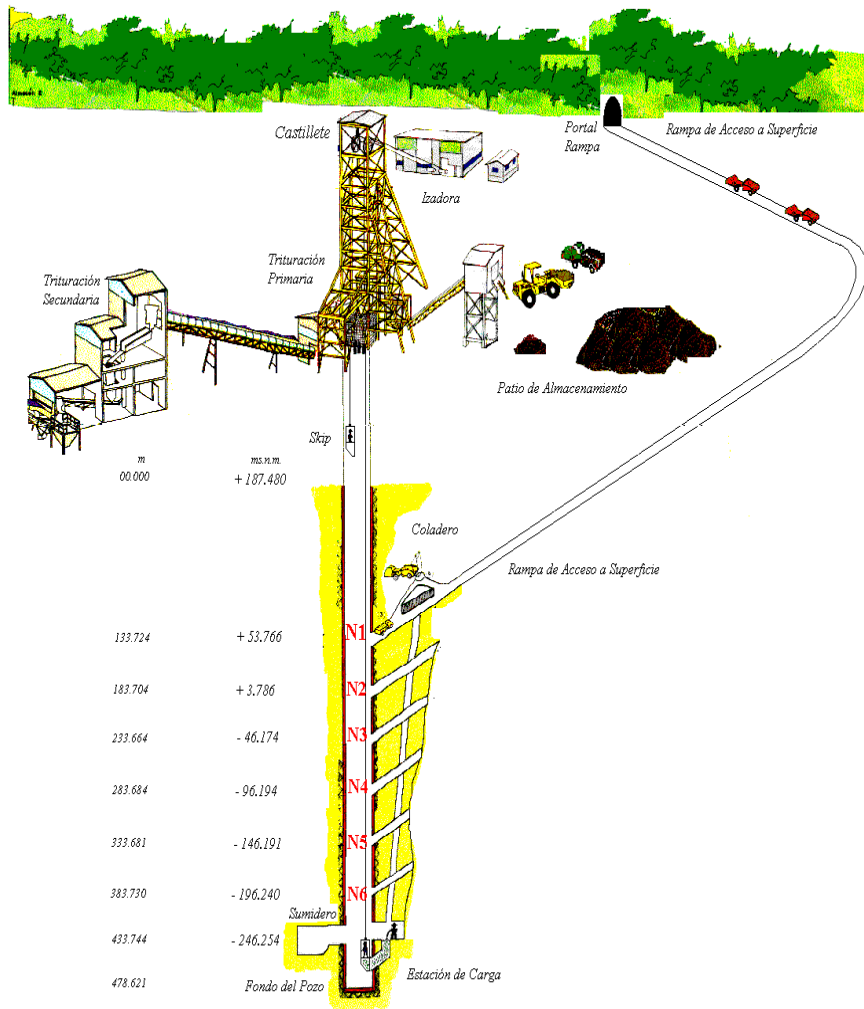 Almacén 2
Castillete
Portal
Rampa
Rampa de Acceso a Superficie
Izadora
Trituración
Primaria
Trituración
Secundaria
Patio de Almacenamiento
Skip
m
ms.n.m.
00.000
+ 187.480
Coladero
Rampa de Acceso a Superficie
N1
133.724
+ 53.766
N2
183.704
+ 3.786
N3
233.664
- 46.174
N4
283.684
- 96.194
N5
333.681
- 146.191
N6
383.730
- 196.240
Sumidero
433.744
- 246.254
Estación de Carga
478.621
Fondo del Pozo